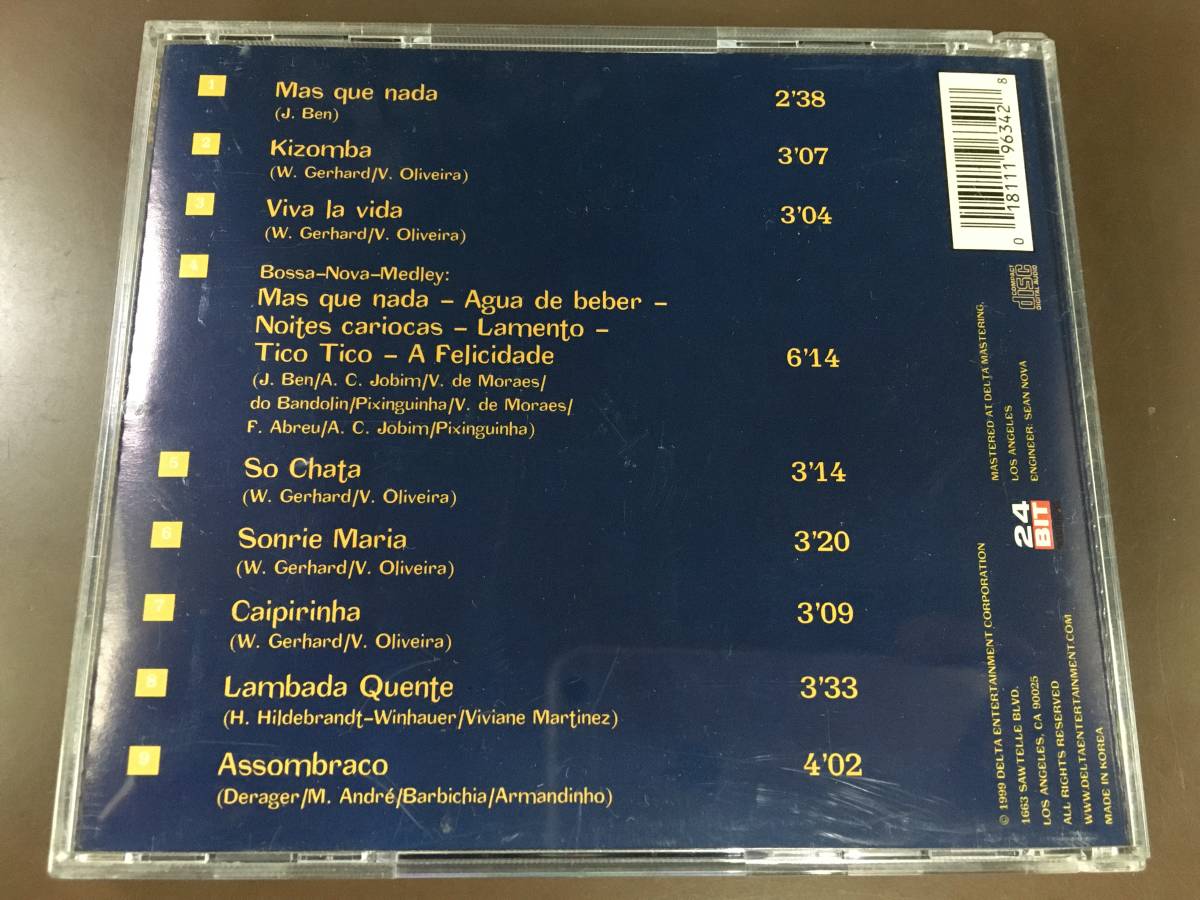 1 Mas que nada 2'38
(J. Ben)
2 Kizomba 3'07
(W. Gerhard/V. Oliveira)
3 Viva la vida 3'04
(W. Gerhard/V. Oliveira)
4 Bossa-Nova-Medley:
Mas que nada – Agua de beber –
Noites cariocas – Lamento –
Tico Tico – A Felicidade 6'14
(J. Ben/A. C. Jobim/V. de Moraes/
do Bandolin/Pixinguinha/V. de Moraes/
F. Abreu/A. C. Jobim/Pixinguinha)
5 So Chata 3'14
(W. Gerhard/V. Oliveira)
6 Sonrie Maria 3'20
(W. Gerhard/V. Oliveira)
7 Caipirinha 3'09
(W. Gerhard/V. Oliveira)
8 Lambada Quente 3'33
(H. Hildebrandt-Winhauer/Viviane Martinez)
9 Assombraco 4'02
(Derager/M. André/Barbichia/Armandinho)
0 18111 96342 8
COMPACT
disc
DIGITAL AUDIO
MASTERED AT DELTA MASTERING,
LOS ANGELES
ENGINEER: SEAN NOVA
24
BIT
© 1999 DELTA ENTERTAINMENT CORPORATION
1663 SAWTELLE BLVD.
LOS ANGELES, CA 90025
ALL RIGHTS RESERVED
WWW.DELTAENTERTAINMENT.COM
MADE IN KOREA